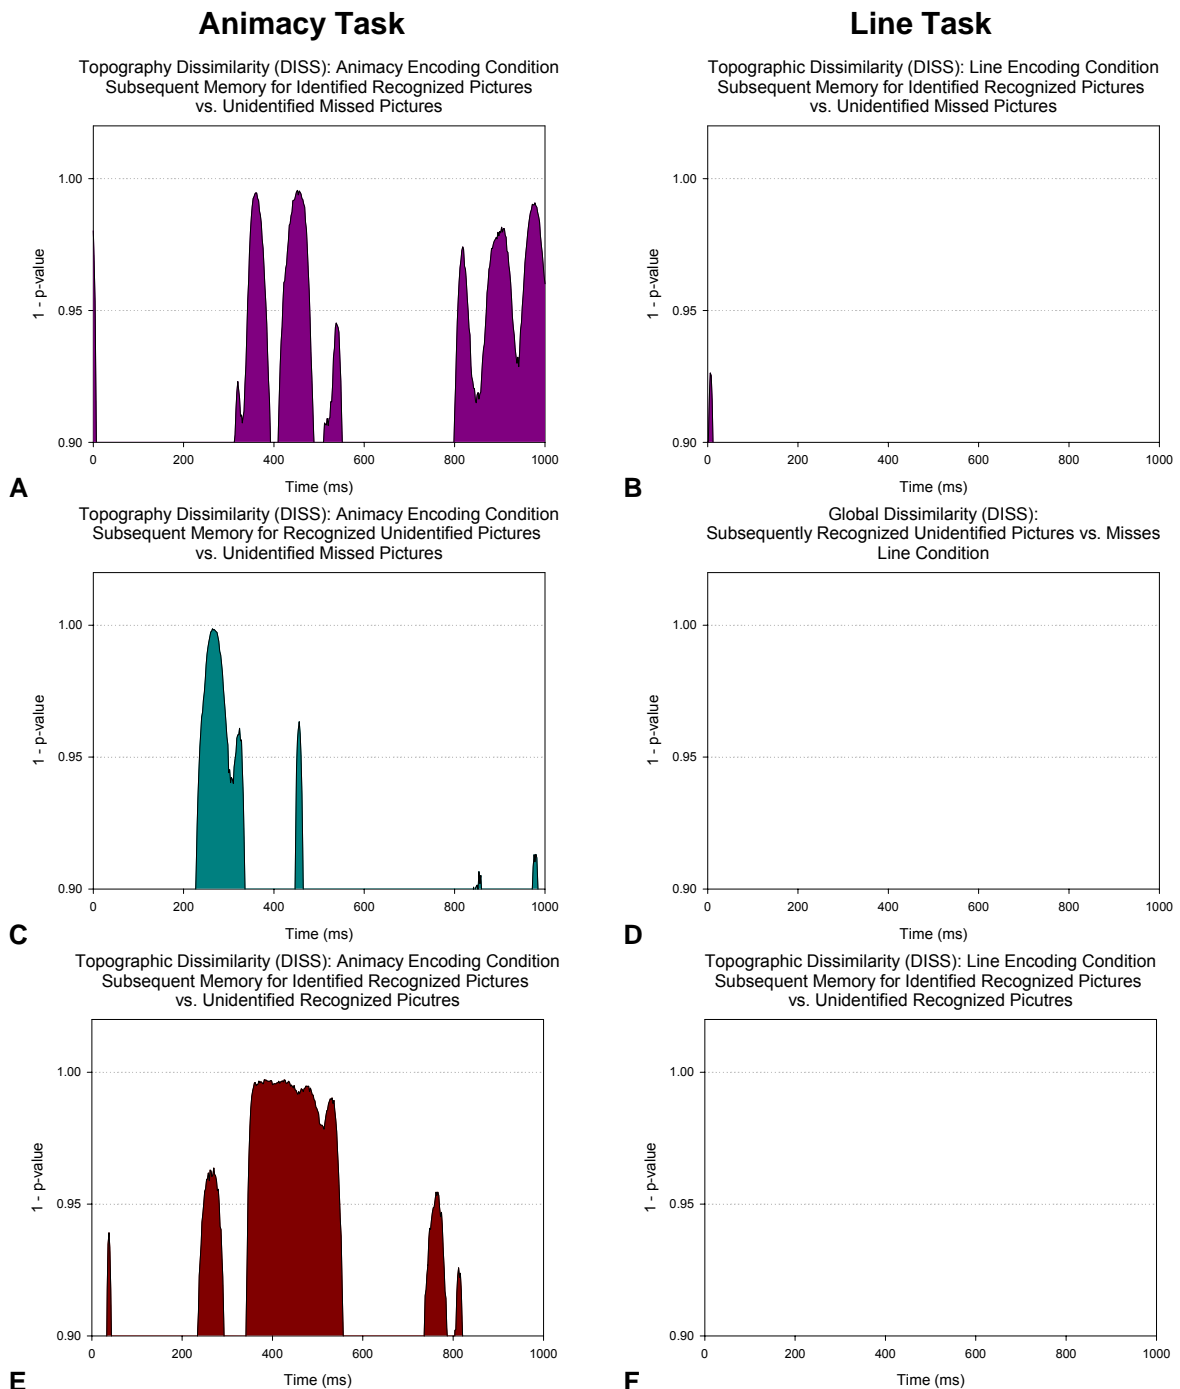 Animacy Task
Line Task
Topography Dissimilarity (DISS): Animacy Encoding Condition
Subsequent Memory for Identified Recognized Pictures
vs. Unidentified Missed Pictures
1.00
0.95
0.90
1 - p-value
0 200 400 600 800 1000
Time (ms)
A
Topographic Dissimilarity (DISS): Line Encoding Condition
Subsequent Memory for Identified Recognized Pictures
vs. Unidentified Missed Pictures
1.00
0.95
0.90
1 - p-value
0 200 400 600 800 1000
Time (ms)
B
Topography Dissimilarity (DISS): Animacy Encoding Condition
Subsequent Memory for Recognized Unidentified Pictures
vs. Unidentified Missed Pictures
1.00
0.95
0.90
1 - p-value
0 200 400 600 800 1000
Time (ms)
C
Global Dissimilarity (DISS):
Subsequently Recognized Unidentified Pictures vs. Misses
Line Condition
1.00
0.95
0.90
1 - p-value
0 200 400 600 800 1000
Time (ms)
D
Topographic Dissimilarity (DISS): Animacy Encoding Condition
Subsequent Memory for Identified Recognized Pictures
vs. Unidentified Recognized Picutres
1.00
0.95
0.90
1 - p-value
0 200 400 600 800 1000
Time (ms)
E
Topographic Dissimilarity (DISS): Line Encoding Condition
Subsequent Memory for Identified Recognized Pictures
vs. Unidentified Recognized Picutres
1.00
0.95
0.90
1 - p-value
0 200 400 600 800 1000
Time (ms)
F